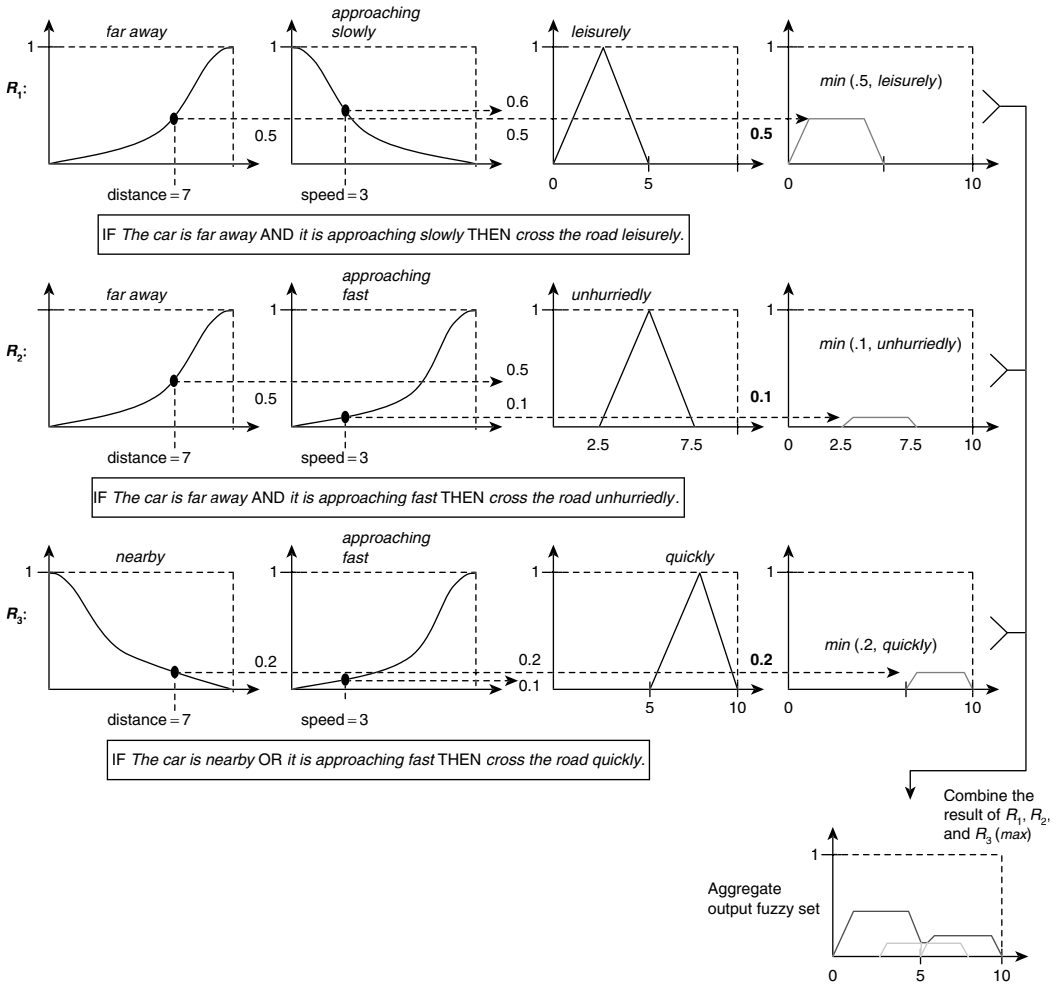 far away
approaching
slowly
leisurely
1
1
1
1
R1:
min (.5, leisurely)
0.6
0.5
0.5
0.5
0
5
0
5
10
distance = 7
speed = 3
IF The car is far away AND it is approaching slowly THEN cross the road leisurely.
far away
approaching
fast
unhurriedly
1
1
1
1
R2:
min (.1, unhurriedly)
0.5
0.5
0.1
0.1
2.5
7.5
0
2.5
7.5
10
distance = 7
speed = 3
IF The car is far away AND it is approaching fast THEN cross the road unhurriedly.
nearby
approaching
fast
quickly
1
1
1
1
R3:
min (.2, quickly)
0.2
0.2
0.1
0.2
5
10
0
10
distance = 7
speed = 3
IF The car is nearby OR it is approaching fast THEN cross the road quickly.
Combine the
result of R1, R2,
and R3 (max)
1
Aggregate
output fuzzy set
0
5
10